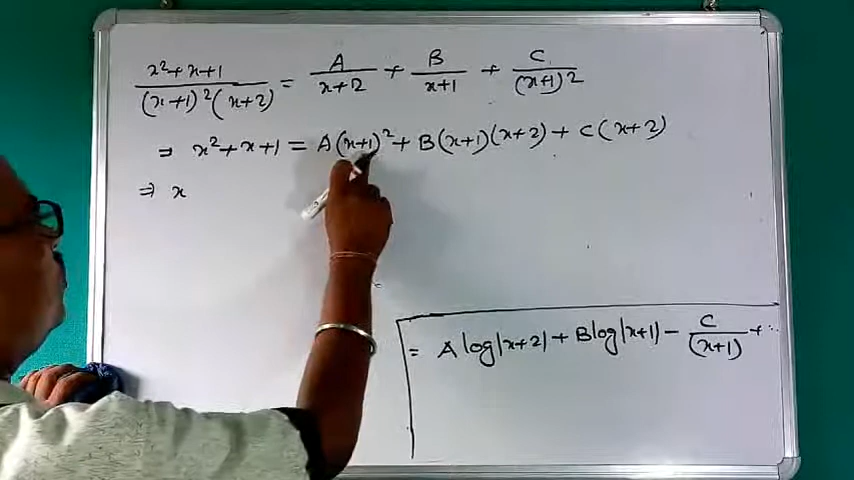 x²+x+1/(x+1)²(x+2) = A/x+2 + B/x+1 + C/(x+1)²
⇒ x²+x+1 = A(x+1)² + B(x+1)(x+2) + C(x+2)
⇒ x
= A log|x+2| + B log|x+1| - C/(x+1) + ..